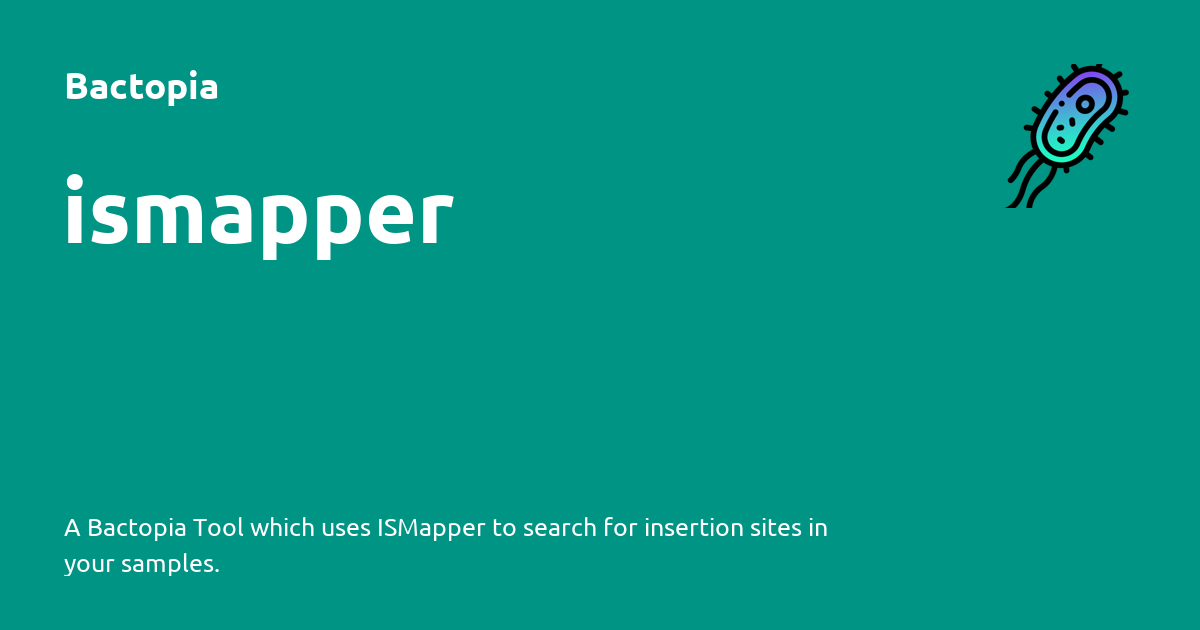 Bactopia
ismapper
A Bactopia Tool which uses ISMapper to search for insertion sites in
your samples.